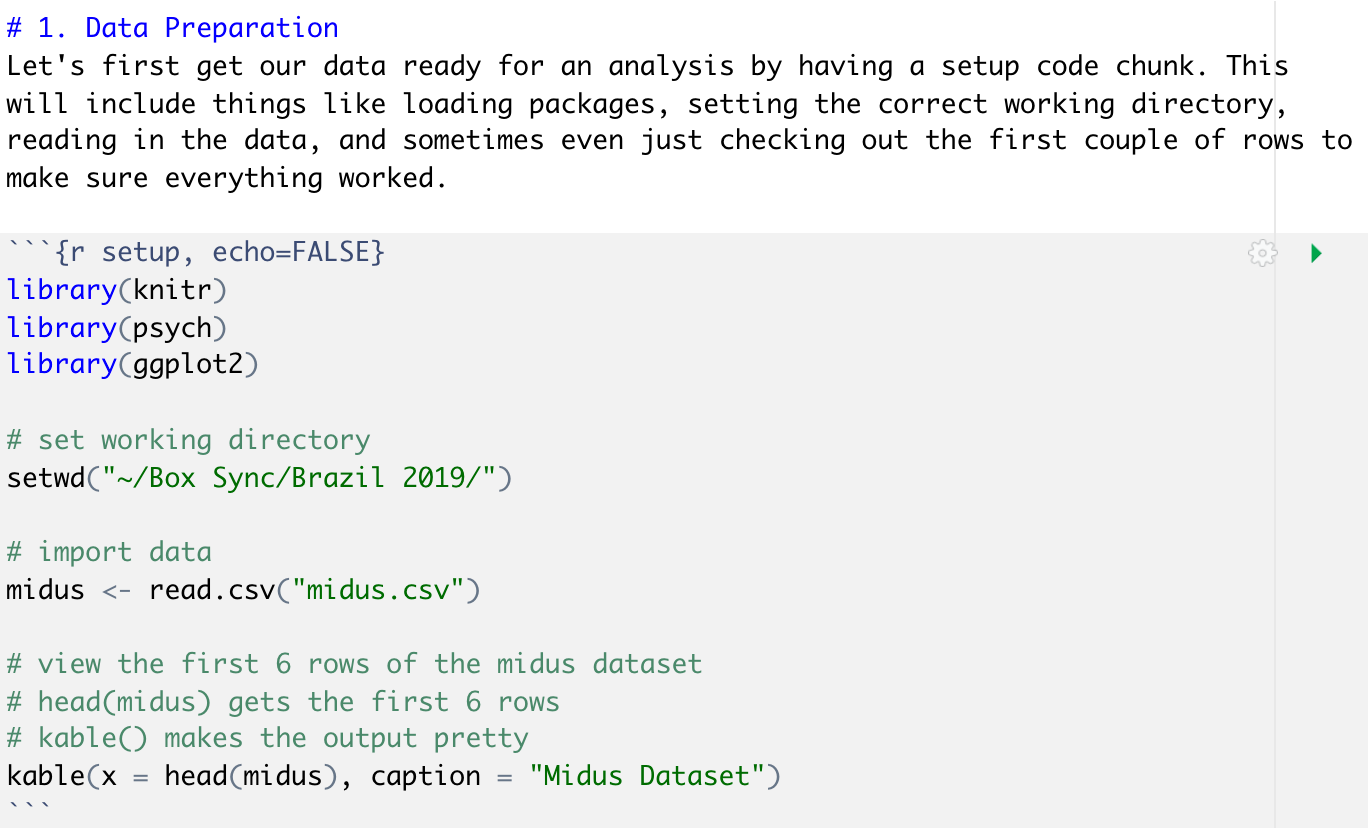 # 1. Data Preparation
Let's first get our data ready for an analysis by having a setup code chunk. This
will include things like loading packages, setting the correct working directory,
reading in the data, and sometimes even just checking out the first couple of rows to
make sure everything worked.
```{r setup, echo=FALSE}
library(knitr)
library(psych)
library(ggplot2)
# set working directory
setwd("~/Box Sync/Brazil 2019/")
# import data
midus <- read.csv("midus.csv")
# view the first 6 rows of the midus dataset
# head(midus) gets the first 6 rows
# kable() makes the output pretty
kable(x = head(midus), caption = "Midus Dataset")
```